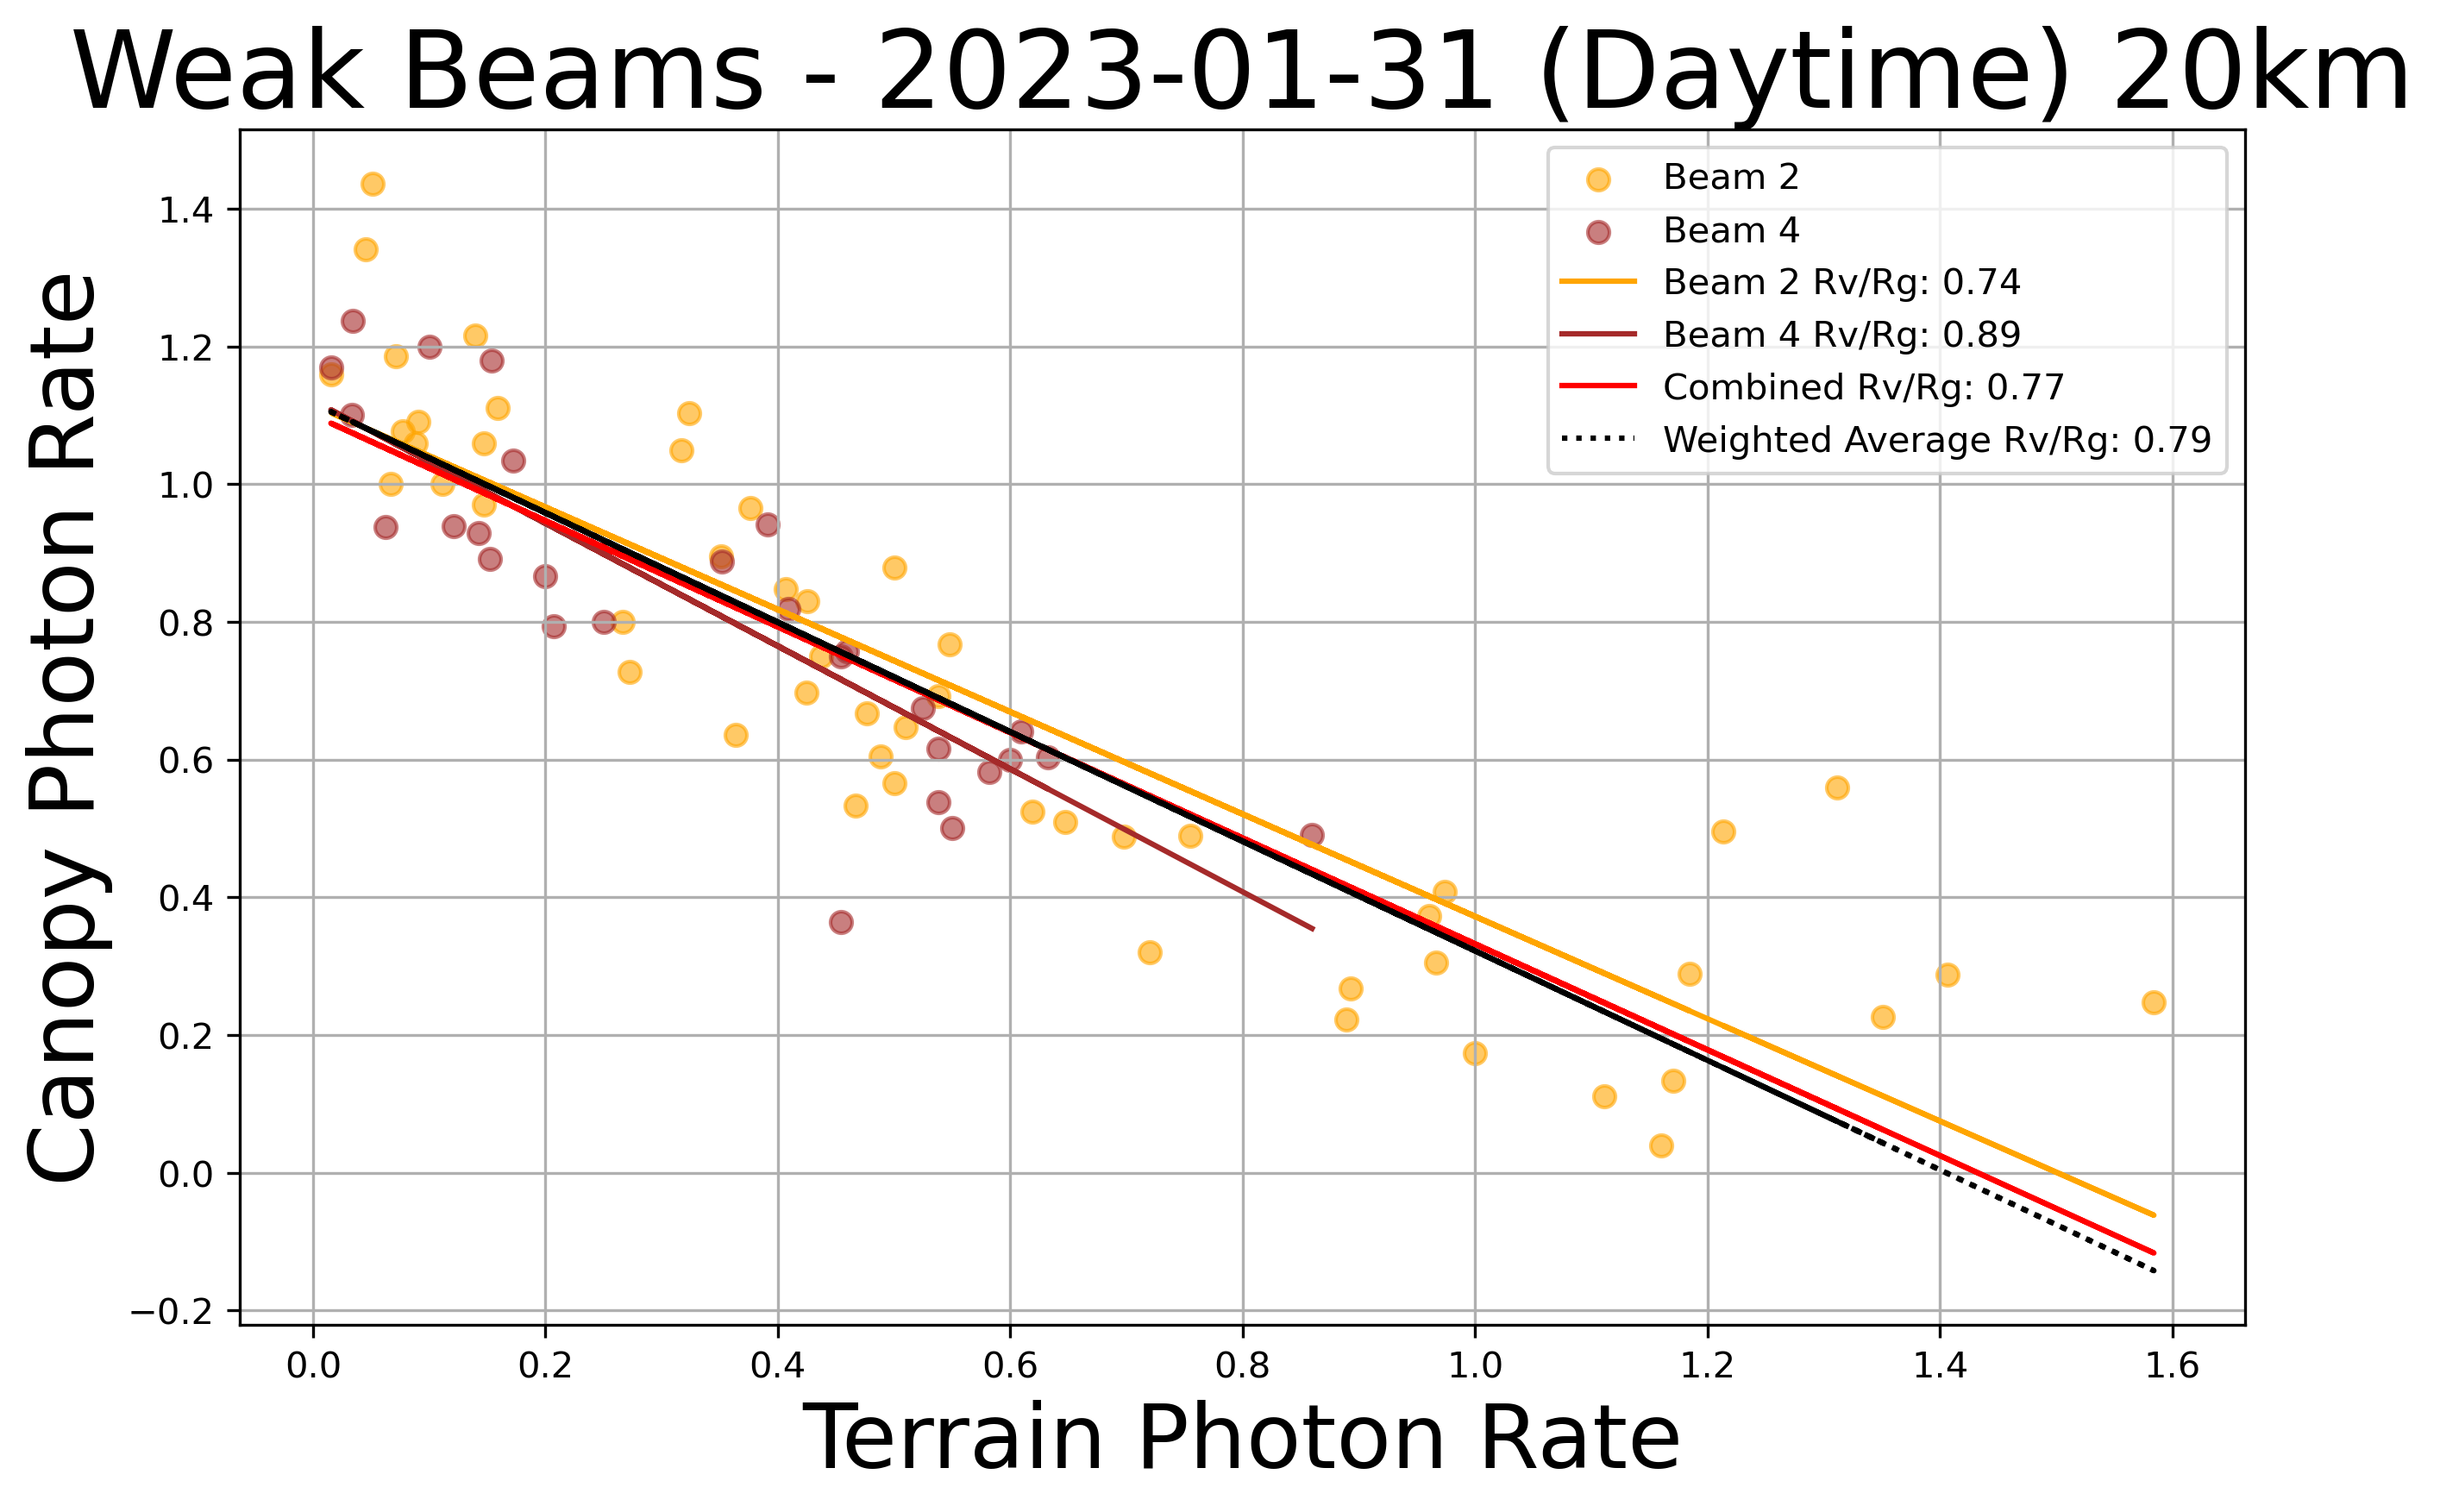 Weak Beams - 2023-01-31 (Daytime) 20km
Canopy Photon Rate
1.4
1.2
1.0
0.8
0.6
0.4
0.2
0.0
−0.2
Beam 2
Beam 4
Beam 2 Rv/Rg: 0.74
Beam 4 Rv/Rg: 0.89
Combined Rv/Rg: 0.77
Weighted Average Rv/Rg: 0.79
0.0 0.2 0.4 0.6 0.8 1.0 1.2 1.4 1.6
Terrain Photon Rate